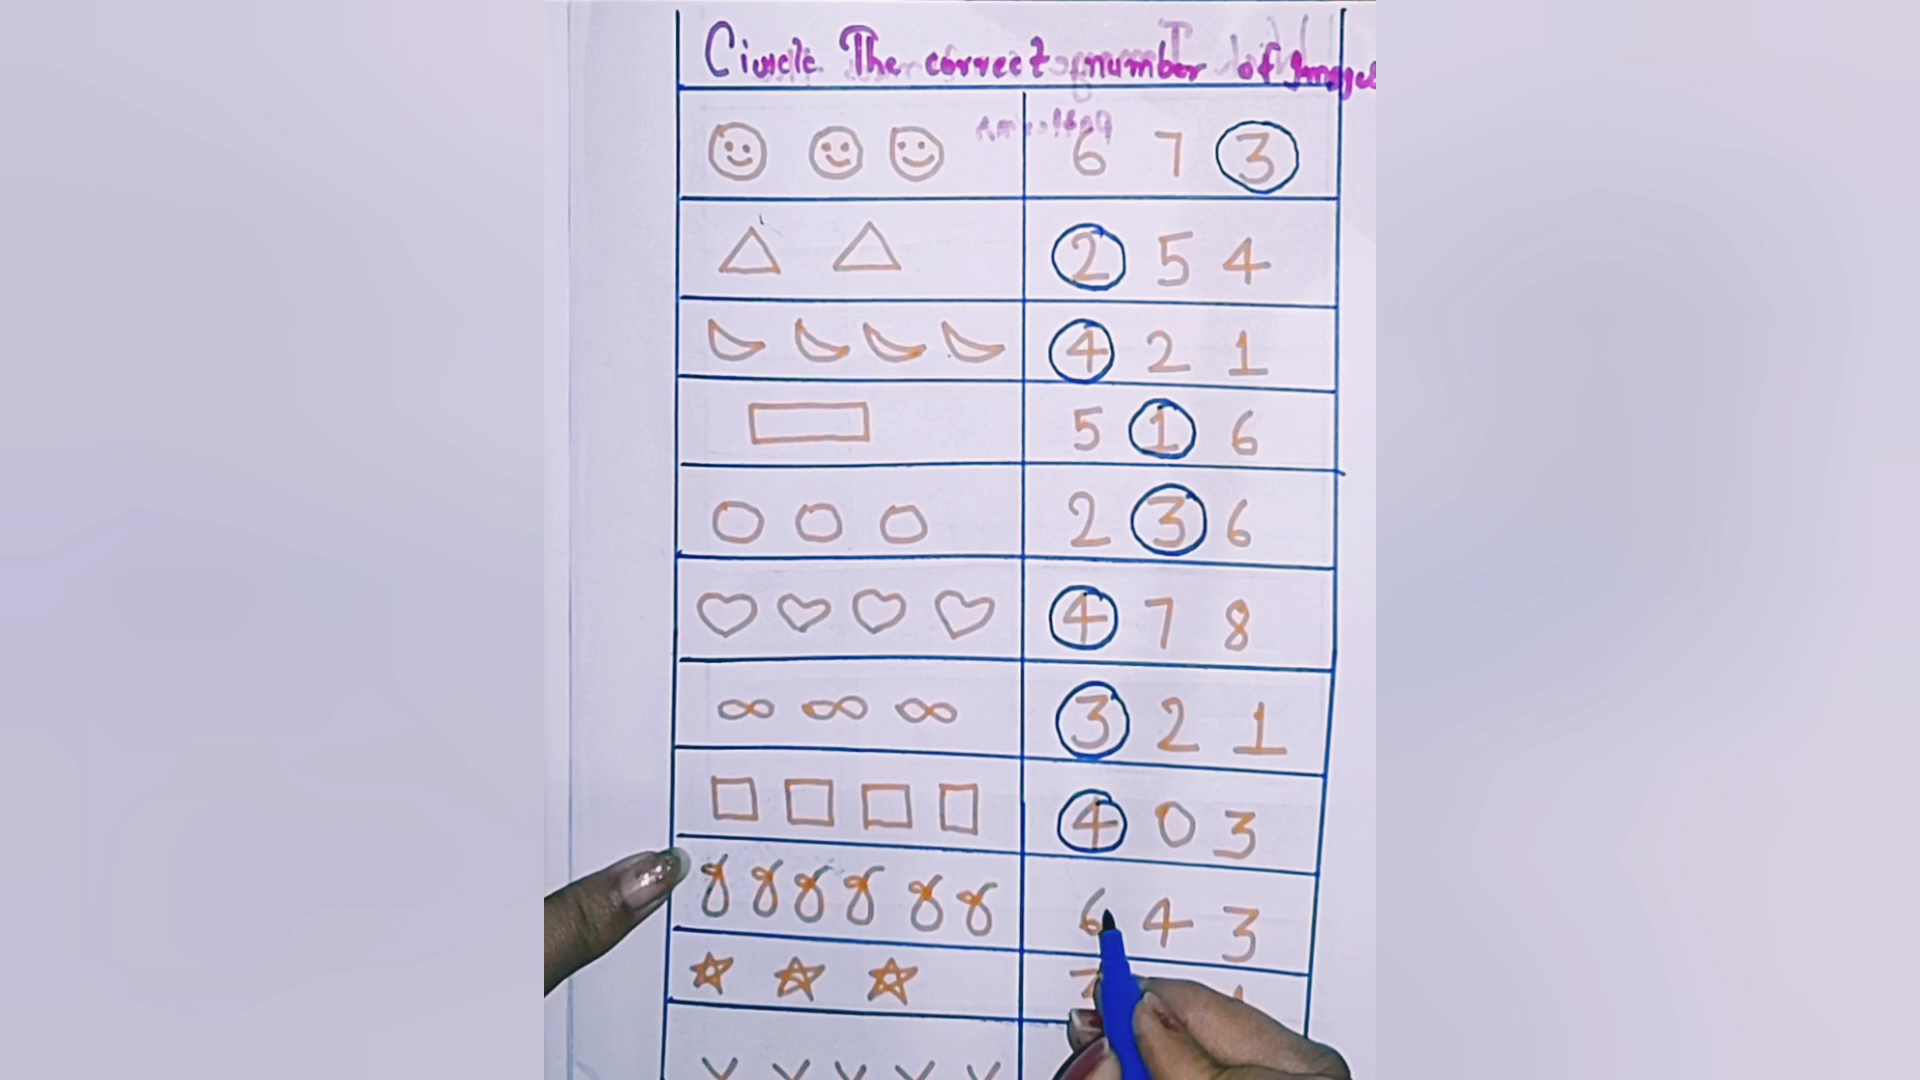 Circle The correct number of Images
6 7 3
2 5 4
4 2 1
5 1 6
2 3 6
4 7 8
3 2 1
4 0 3
6 4 3